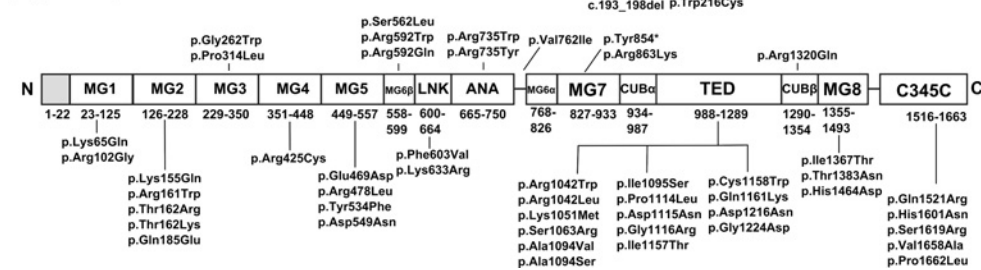 c.193_198del p.Trp216Cys
p.Ser562Leu
p.Arg592Trp
p.Arg592Gln
p.Arg735Trp
p.Arg735Tyr
p.Val762Ile
p.Gly262Trp
p.Pro314Leu
p.Tyr854*
p.Arg863Lys
p.Arg1320Gln
N MG1 MG2 MG3 MG4 MG5 MG6β LNK ANA MG6α MG7 CUBα TED CUBβ MG8 C345C C
1-22 23-125 126-228 229-350 351-448 449-557 558-599 600-664 665-750 768-826 827-933 934-987 988-1289 1290-1354 1355-1493 1516-1663
p.Lys65Gln
p.Arg102Gly
p.Lys155Gln
p.Arg161Trp
p.Thr162Arg
p.Thr162Lys
p.Gln185Glu
p.Arg425Cys
p.Glu469Asp
p.Arg478Leu
p.Tyr534Phe
p.Asp549Asn
p.Phe603Val
p.Lys633Arg
p.Arg1042Trp
p.Arg1042Leu
p.Lys1051Met
p.Ser1063Arg
p.Ala1094Val
p.Ala1094Ser
p.Ile1095Ser
p.Pro1114Leu
p.Asp1115Asn
p.Gly1116Arg
p.Ile1157Thr
p.Cys1158Trp
p.Gln1161Lys
p.Asp1216Asn
p.Gly1224Asp
p.Ile1367Thr
p.Thr1383Asn
p.His1464Asp
p.Gln1521Arg
p.His1601Asn
p.Ser1619Arg
p.Val1658Ala
p.Pro1662Leu